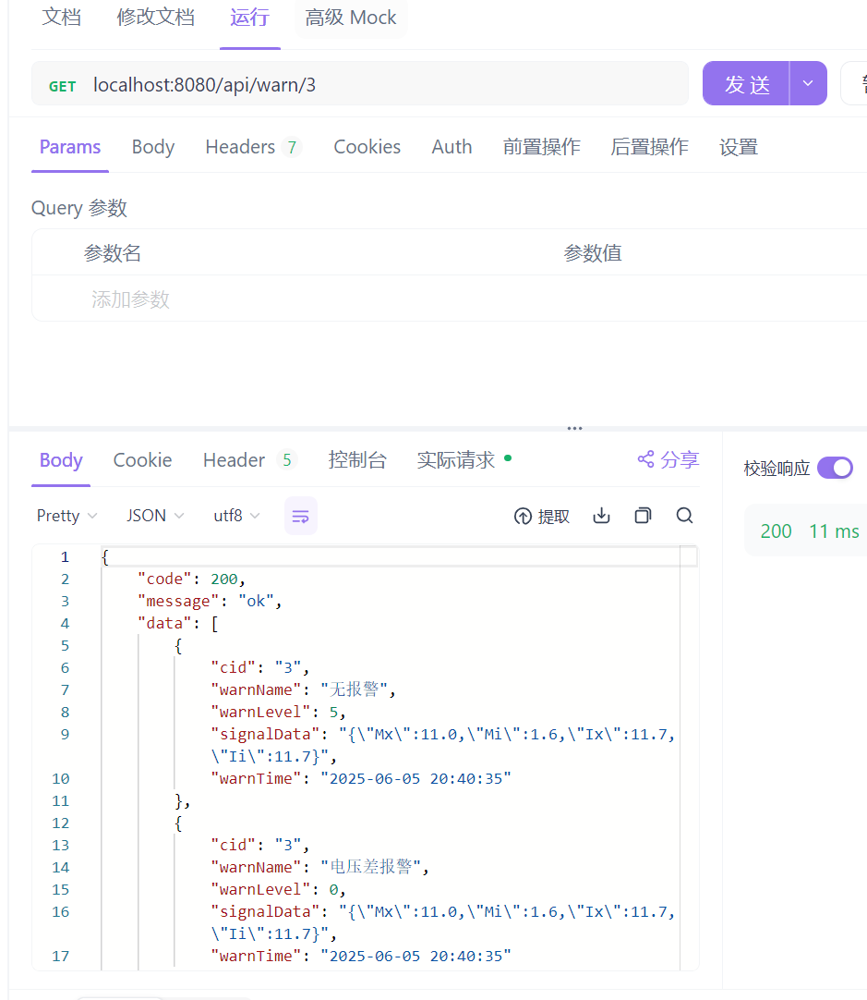 文档 修改文档 运行 高级 Mock
GET localhost:8080/api/warn/3 发 送
Params Body Headers 7 Cookies Auth 前置操作 后置操作 设置
Query 参数
参数名 参数值
添加参数
Body Cookie Header 5 控制台 实际请求 分享 校验响应
Pretty JSON utf8 提取
200 11 ms
1 {
2 "code": 200,
3 "message": "ok",
4 "data": [
5 {
6 "cid": "3",
7 "warnName": "无报警",
8 "warnLevel": 5,
9 "signalData": "{\"Mx\":11.0,\"Mi\":1.6,\"Ix\":11.7,
\"Ii\":11.7}",
10 "warnTime": "2025-06-05 20:40:35"
11 },
12 {
13 "cid": "3",
14 "warnName": "电压差报警",
15 "warnLevel": 0,
16 "signalData": "{\"Mx\":11.0,\"Mi\":1.6,\"Ix\":11.7,
\"Ii\":11.7}",
17 "warnTime": "2025-06-05 20:40:35"